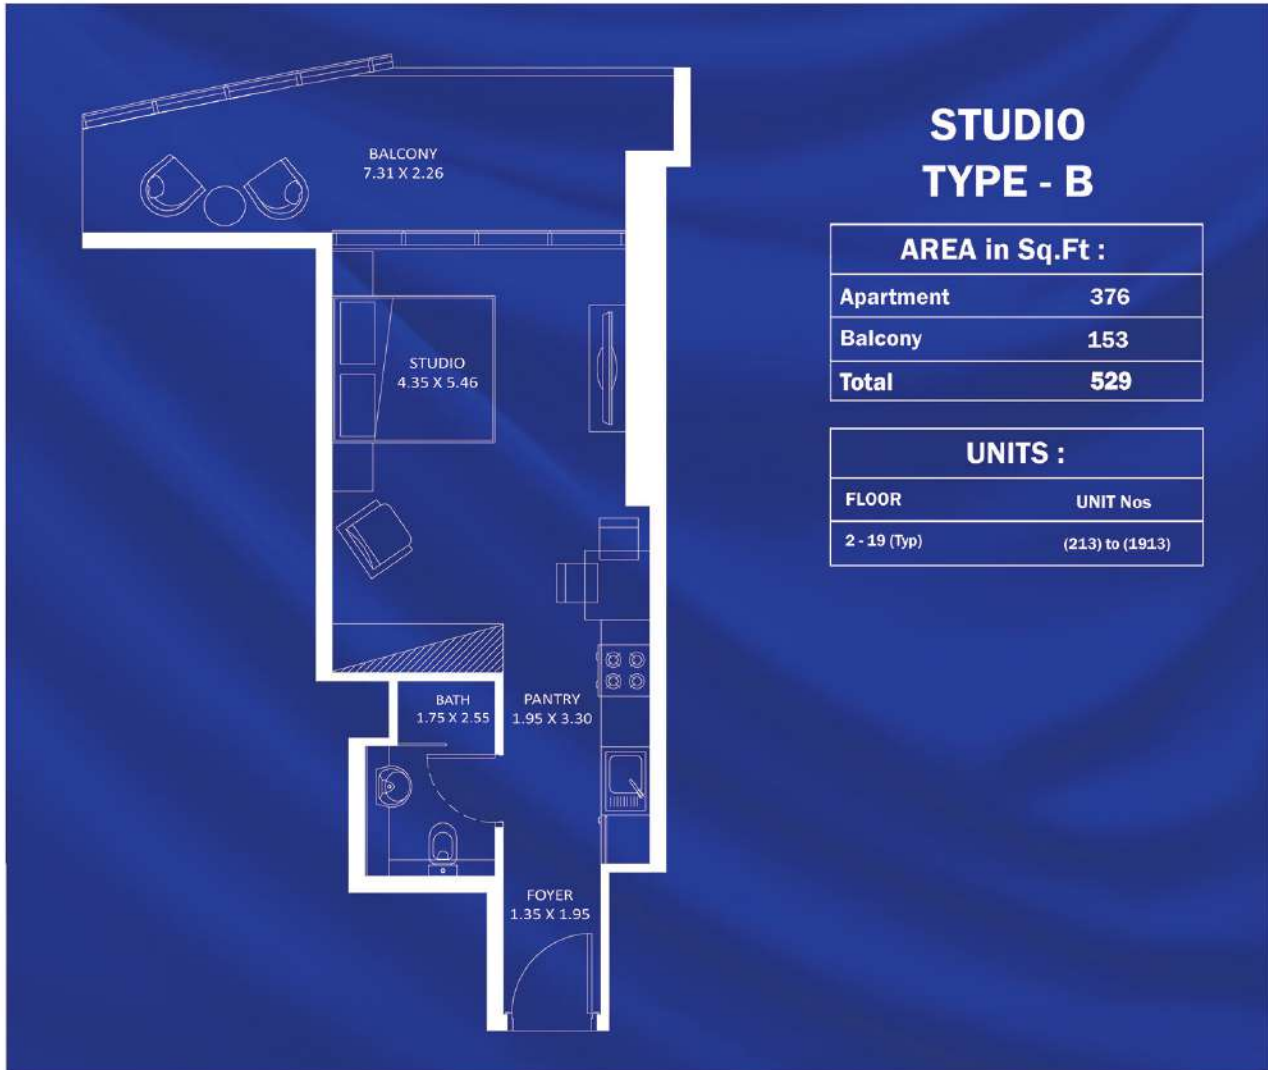 STUDIO
TYPE - B
AREA in Sq.Ft :
Apartment 376
Balcony 153
Total 529
UNITS :
FLOOR UNIT Nos
2 - 19 (Typ) (213) to (1913)
BALCONY
7.31 X 2.26
STUDIO
4.35 X 5.46
BATH
1.75 X 2.55
PANTRY
1.95 X 3.30
FOYER
1.35 X 1.95